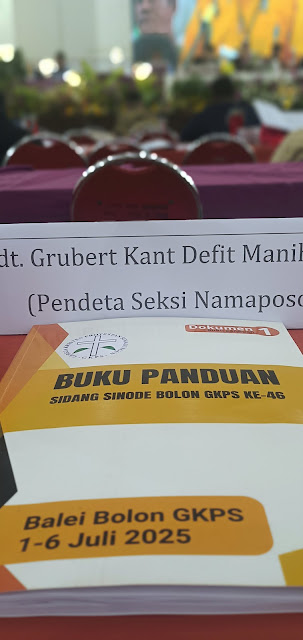 dt. Grubert Kant Defit Manih
(Pendeta Seksi Namaposo
Dokumen 1
BUKU PANDUAN
SIDANG SINODE BOLON GKPS KE-46
Balei Bolon GKPS
1-6 Juli 2025